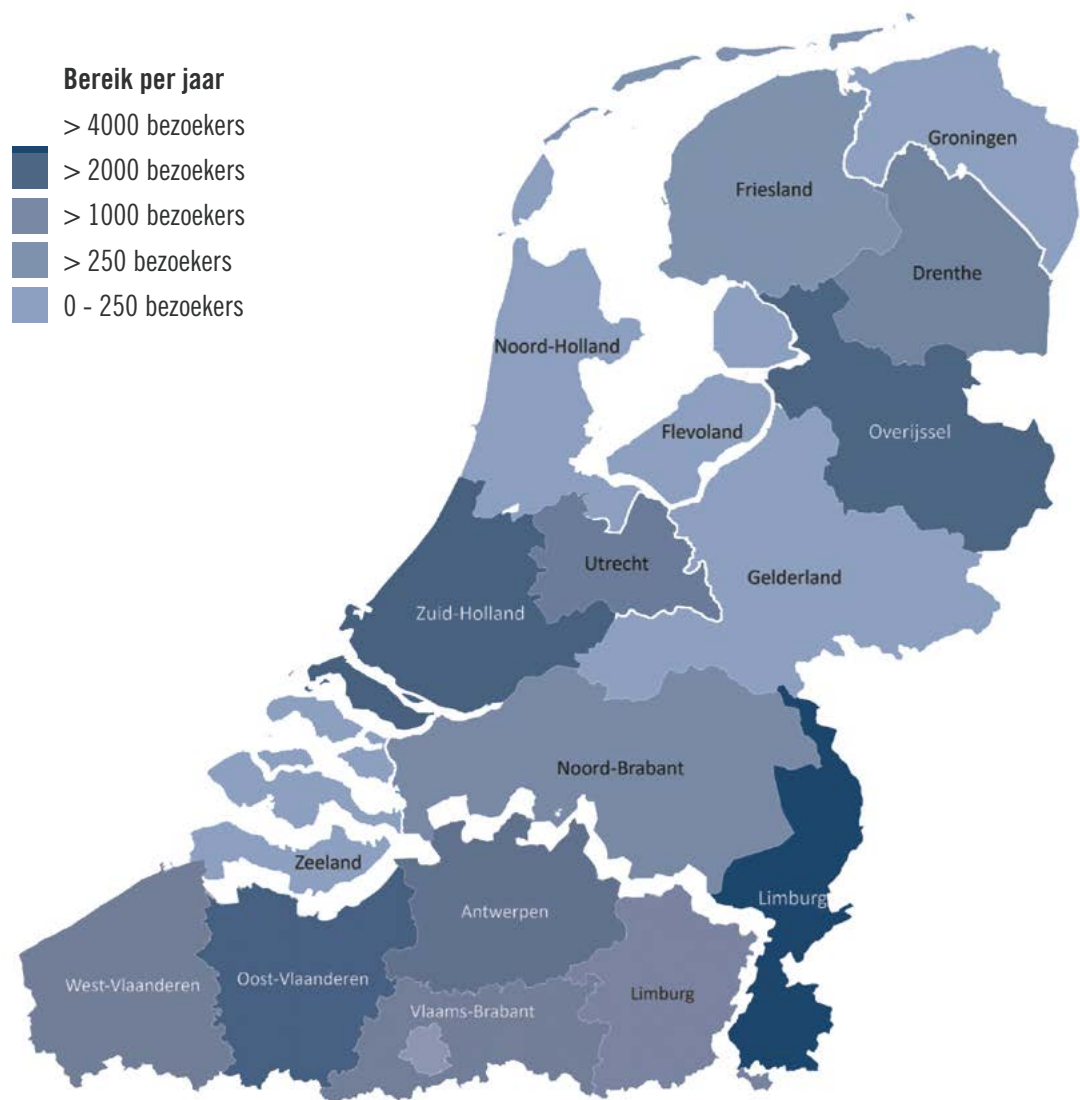 Bereik per jaar
> 4000 bezoekers
> 2000 bezoekers
> 1000 bezoekers
> 250 bezoekers
0 - 250 bezoekers
Groningen
Friesland
Drenthe
Noord-Holland
Flevoland
Overijssel
Utrecht
Gelderland
Zuid-Holland
Noord-Brabant
Zeeland
Limburg
Antwerpen
West-Vlaanderen
Oost-Vlaanderen
Limburg
Vlaams-Brabant